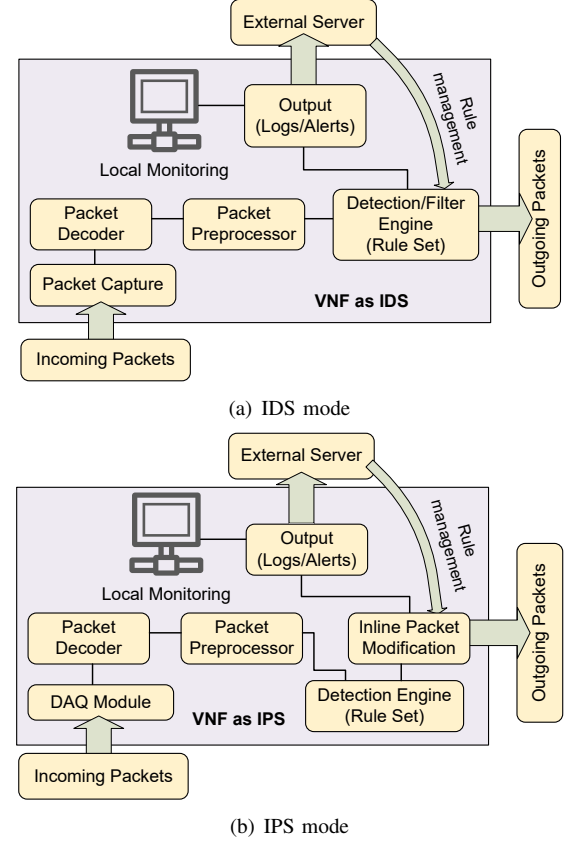 External Server
Rule
management
Output
(Logs/Alerts)
Local Monitoring
Packet
Decoder
Packet
Preprocessor
Detection/Filter
Engine
(Rule Set)
Outgoing Packets
Packet Capture
VNF as IDS
Incoming Packets
(a) IDS mode
External Server
Rule
management
Output
(Logs/Alerts)
Local Monitoring
Packet
Decoder
Packet
Preprocessor
Inline Packet
Modification
Outgoing Packets
DAQ Module
VNF as IPS
Detection Engine
(Rule Set)
Incoming Packets
(b) IPS mode